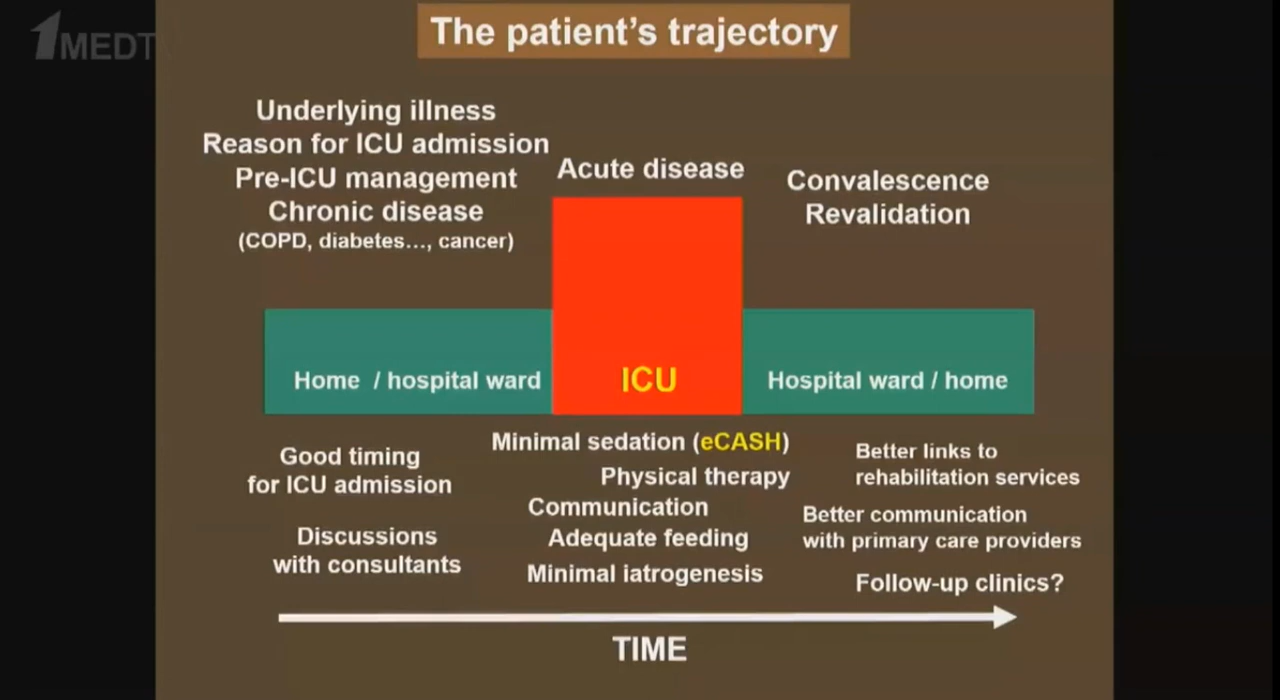 1MEDT
The patient's trajectory
Underlying illness
Reason for ICU admission
Pre-ICU management
Chronic disease
(COPD, diabetes..., cancer)
Acute disease
Convalescence
Revalidation
Home / hospital ward
ICU
Hospital ward / home
Good timing
for ICU admission
Discussions
with consultants
Minimal sedation (eCASH)
Physical therapy
Communication
Adequate feeding
Minimal iatrogenesis
Better links to
rehabilitation services
Better communication
with primary care providers
Follow-up clinics?
TIME